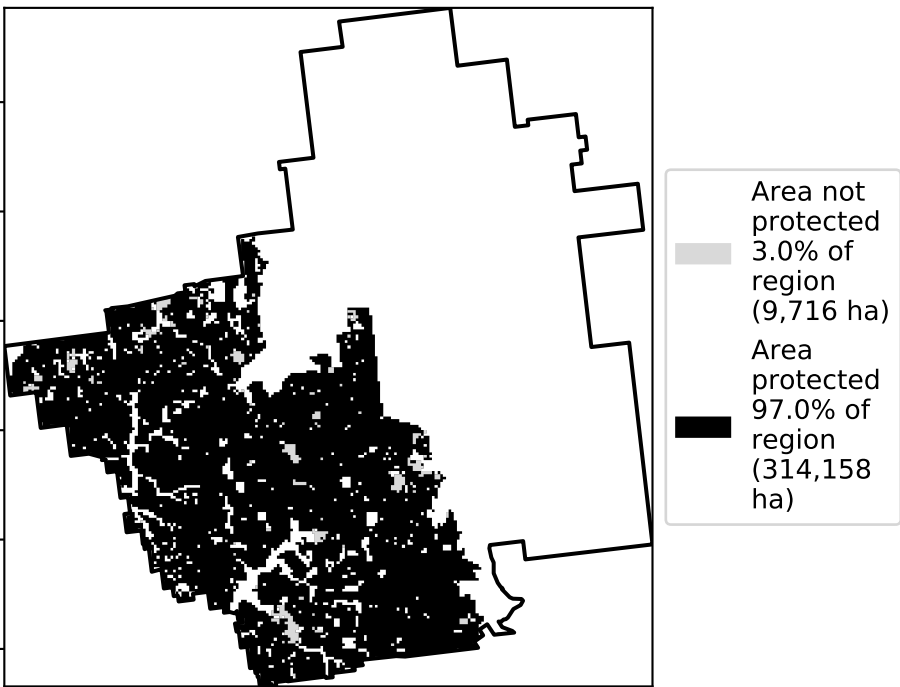 Area not
protected
3.0% of
region
(9,716 ha)
Area
protected
97.0% of
region
(314,158
ha)